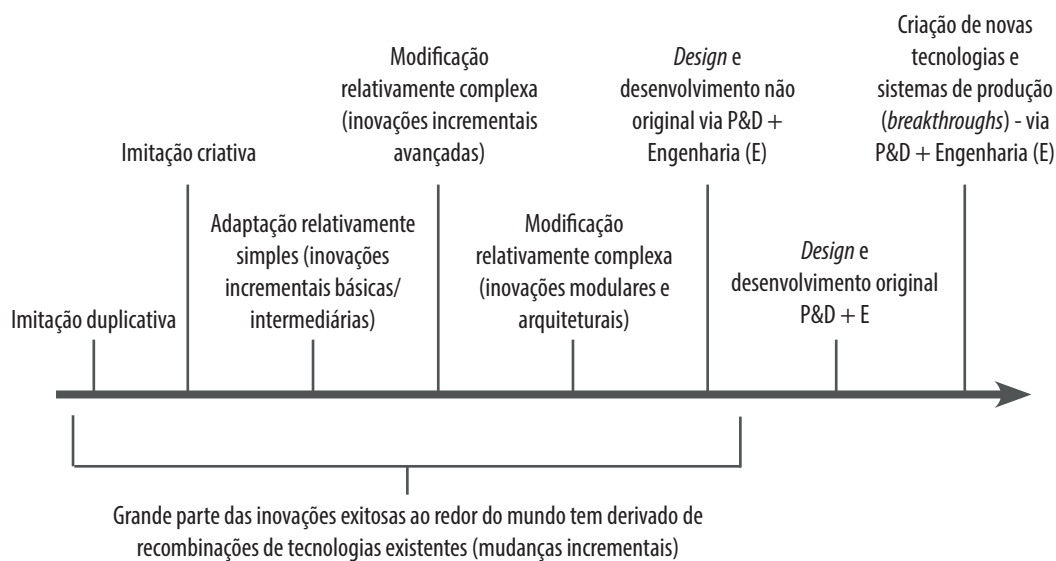 Imitação duplicativa
Imitação criativa
Adaptação relativamente
simples (inovações
incrementais básicas/
intermediárias)
Modificação
relativamente complexa
(inovações incrementais
avançadas)
Modificação
relativamente complexa
(inovações modulares e
arquiteturais)
Design e
desenvolvimento não
original via P&D +
Engenharia (E)
Design e
desenvolvimento original
P&D + E
Criação de novas
tecnologias e
sistemas de produção
(breakthroughs) - via
P&D + Engenharia (E)
Grande parte das inovações exitosas ao redor do mundo tem derivado de
recombinações de tecnologias existentes (mudanças incrementais)